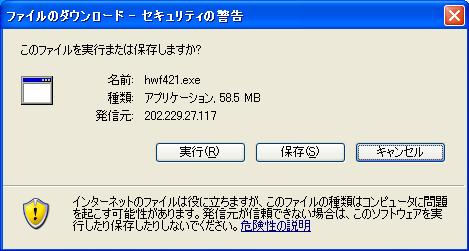 ファイルのダウンロード - セキュリティの警告
このファイルを実行または保存しますか?
名前: hwf421.exe
種類: アプリケーション, 58.5 MB
発信元: 202.229.27.117
実行(R) 保存(S) キャンセル
インターネットのファイルは役に立ちますが、このファイルの種類はコンピュータに問題
を起こす可能性があります。発信元が信頼できない場合は、このソフトウェアを実
行したり保存したりしないでください。危険性の説明